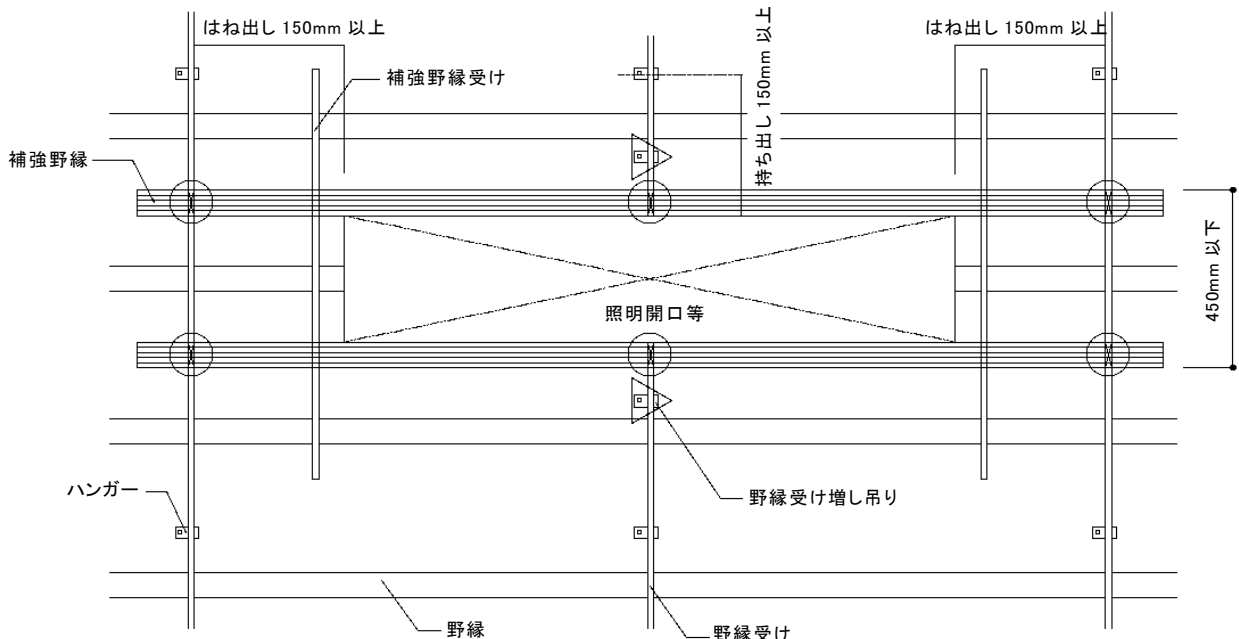 はね出し 150mm 以上
持ち出し 150mm 以上
はね出し 150mm 以上
補強野縁受け
補強野縁
450mm 以下
照明開口等
ハンガー
野縁受け増し吊り
野縁
野縁受け